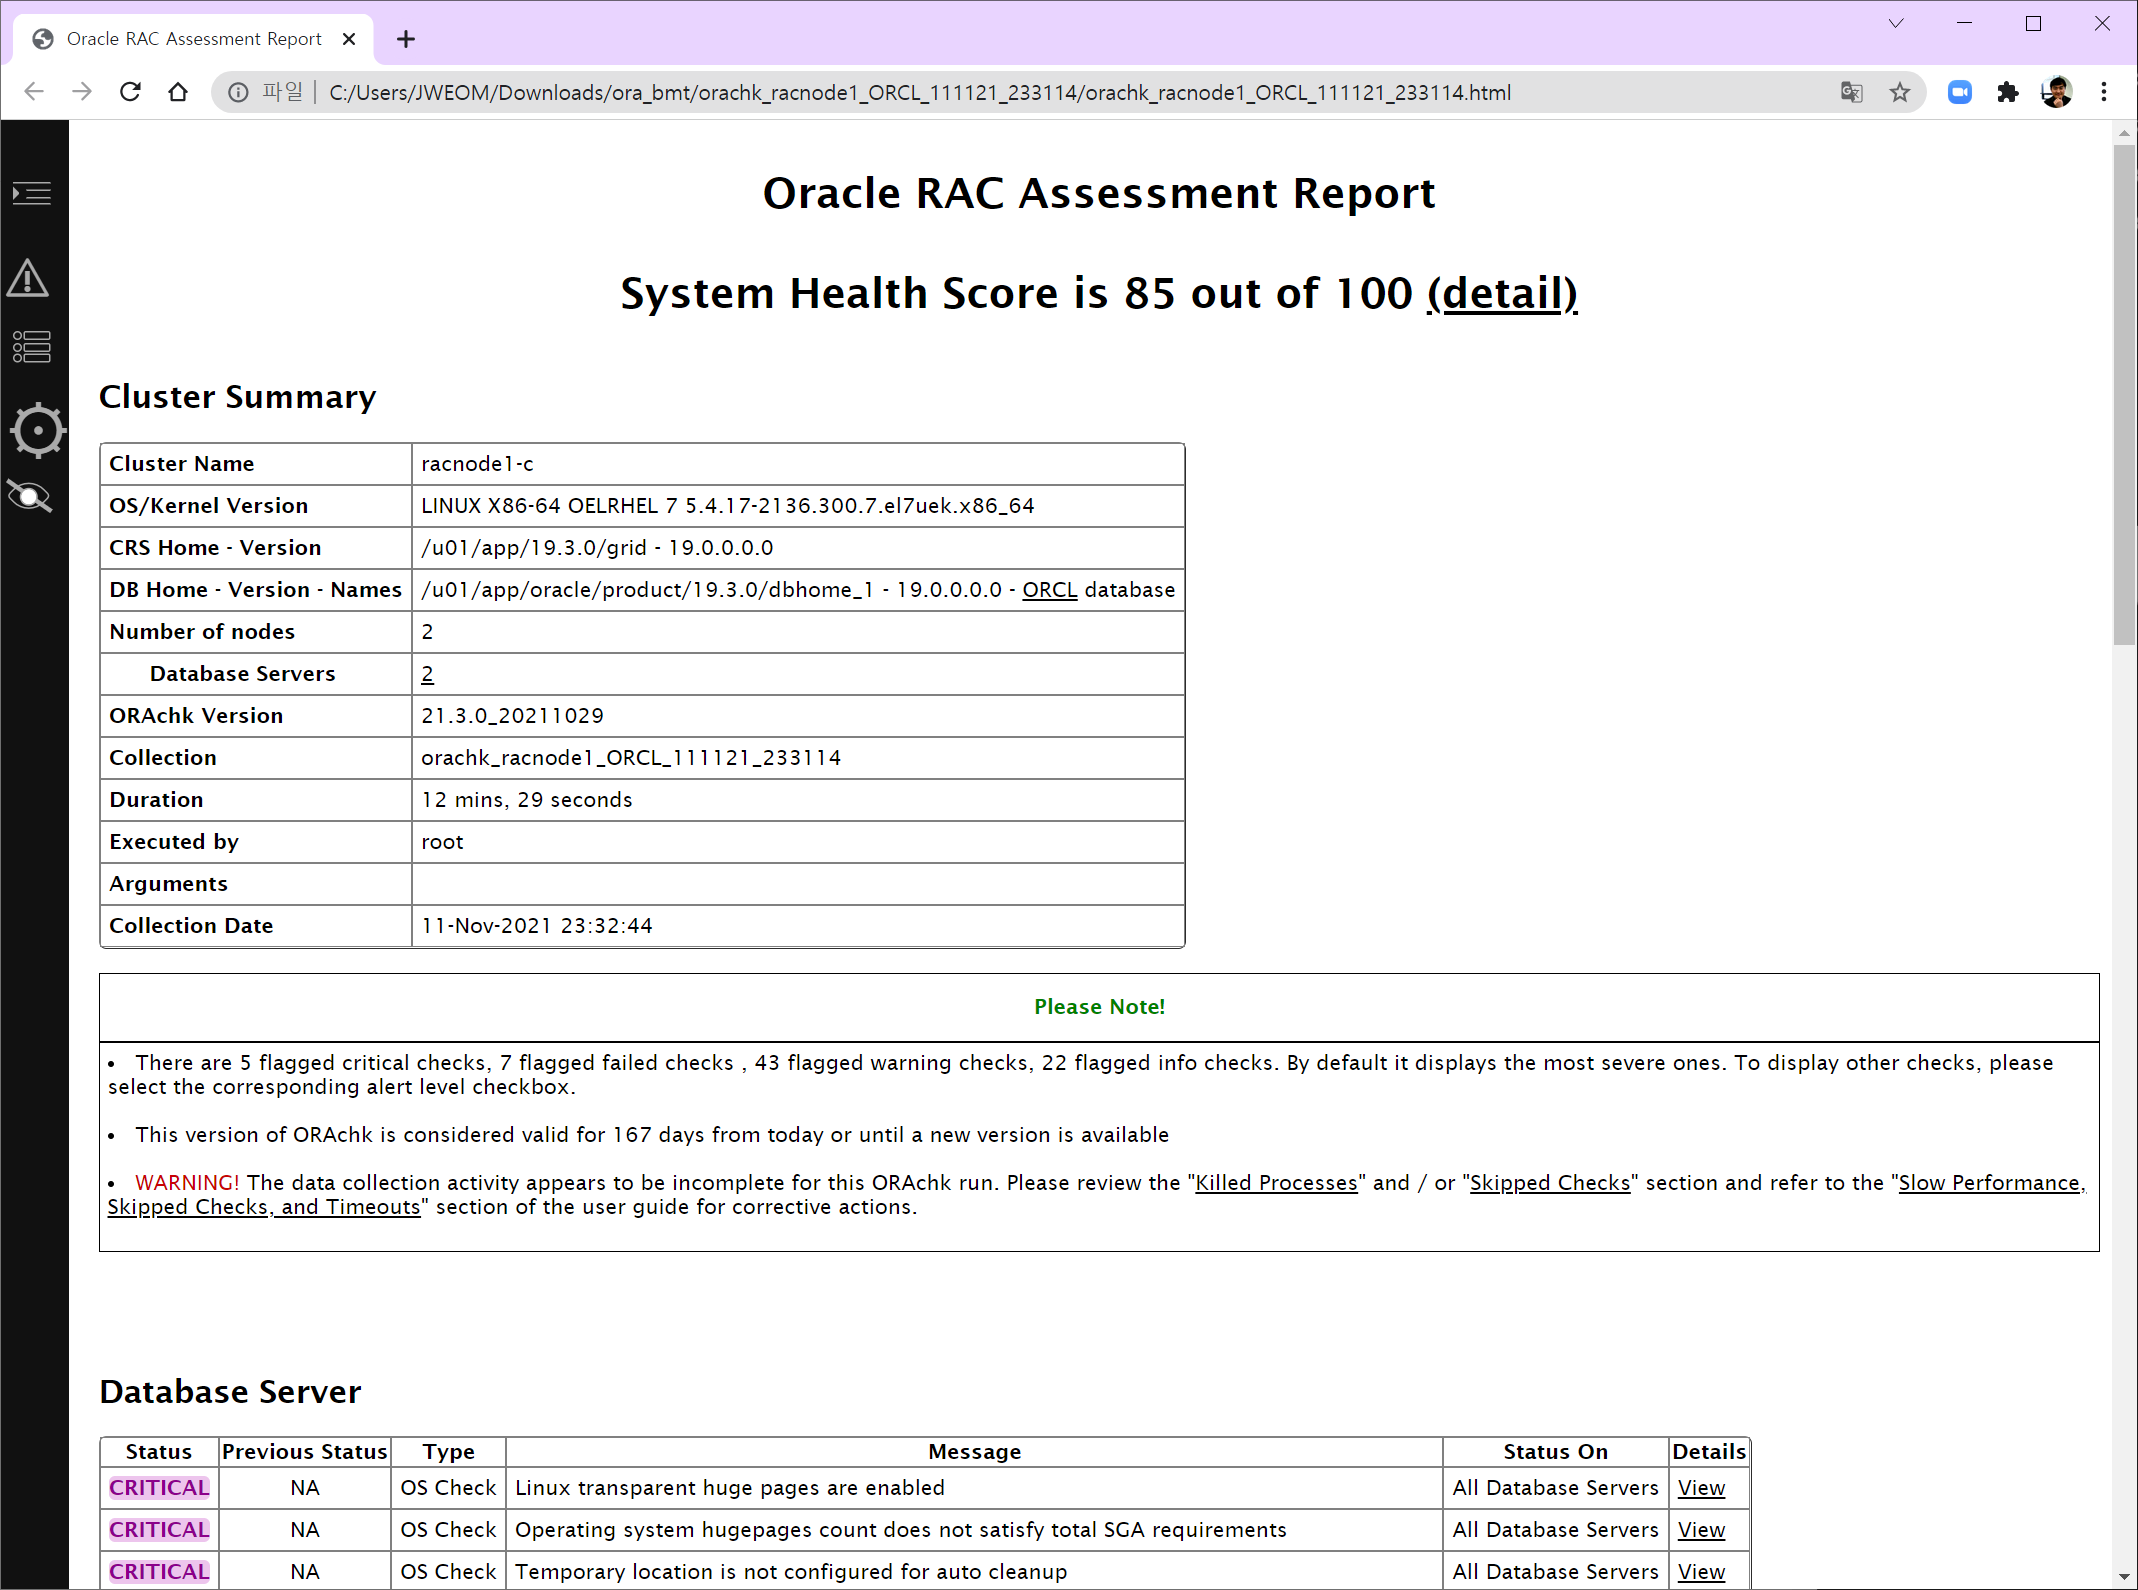 Oracle RAC Assessment Report
파일
C:/Users/JWEOM/Downloads/ora_bmt/orachk_racnode1_ORCL_111121_233114/orachk_racnode1_ORCL_111121_233114.html
Oracle RAC Assessment Report
System Health Score is 85 out of 100 (detail)
Cluster Summary
Cluster Name racnode1-c
OS/Kernel Version LINUX X86-64 OELRHEL 7 5.4.17-2136.300.7.el7uek.x86_64
CRS Home - Version /u01/app/19.3.0/grid - 19.0.0.0.0
DB Home - Version - Names /u01/app/oracle/product/19.3.0/dbhome_1 - 19.0.0.0.0 - ORCL database
Number of nodes 2
Database Servers 2
ORAchk Version 21.3.0_20211029
Collection orachk_racnode1_ORCL_111121_233114
Duration 12 mins, 29 seconds
Executed by root
Arguments
Collection Date 11-Nov-2021 23:32:44
Please Note!
• There are 5 flagged critical checks, 7 flagged failed checks , 43 flagged warning checks, 22 flagged info checks. By default it displays the most severe ones. To display other checks, please
select the corresponding alert level checkbox.
• This version of ORAchk is considered valid for 167 days from today or until a new version is available
• WARNING! The data collection activity appears to be incomplete for this ORAchk run. Please review the "Killed Processes" and / or "Skipped Checks" section and refer to the "Slow Performance,
Skipped Checks, and Timeouts" section of the user guide for corrective actions.
Database Server
Status Previous Status Type Message Status On Details
CRITICAL NA OS Check Linux transparent huge pages are enabled All Database Servers View
CRITICAL NA OS Check Operating system hugepages count does not satisfy total SGA requirements All Database Servers View
CRITICAL NA OS Check Temporary location is not configured for auto cleanup All Database Servers View